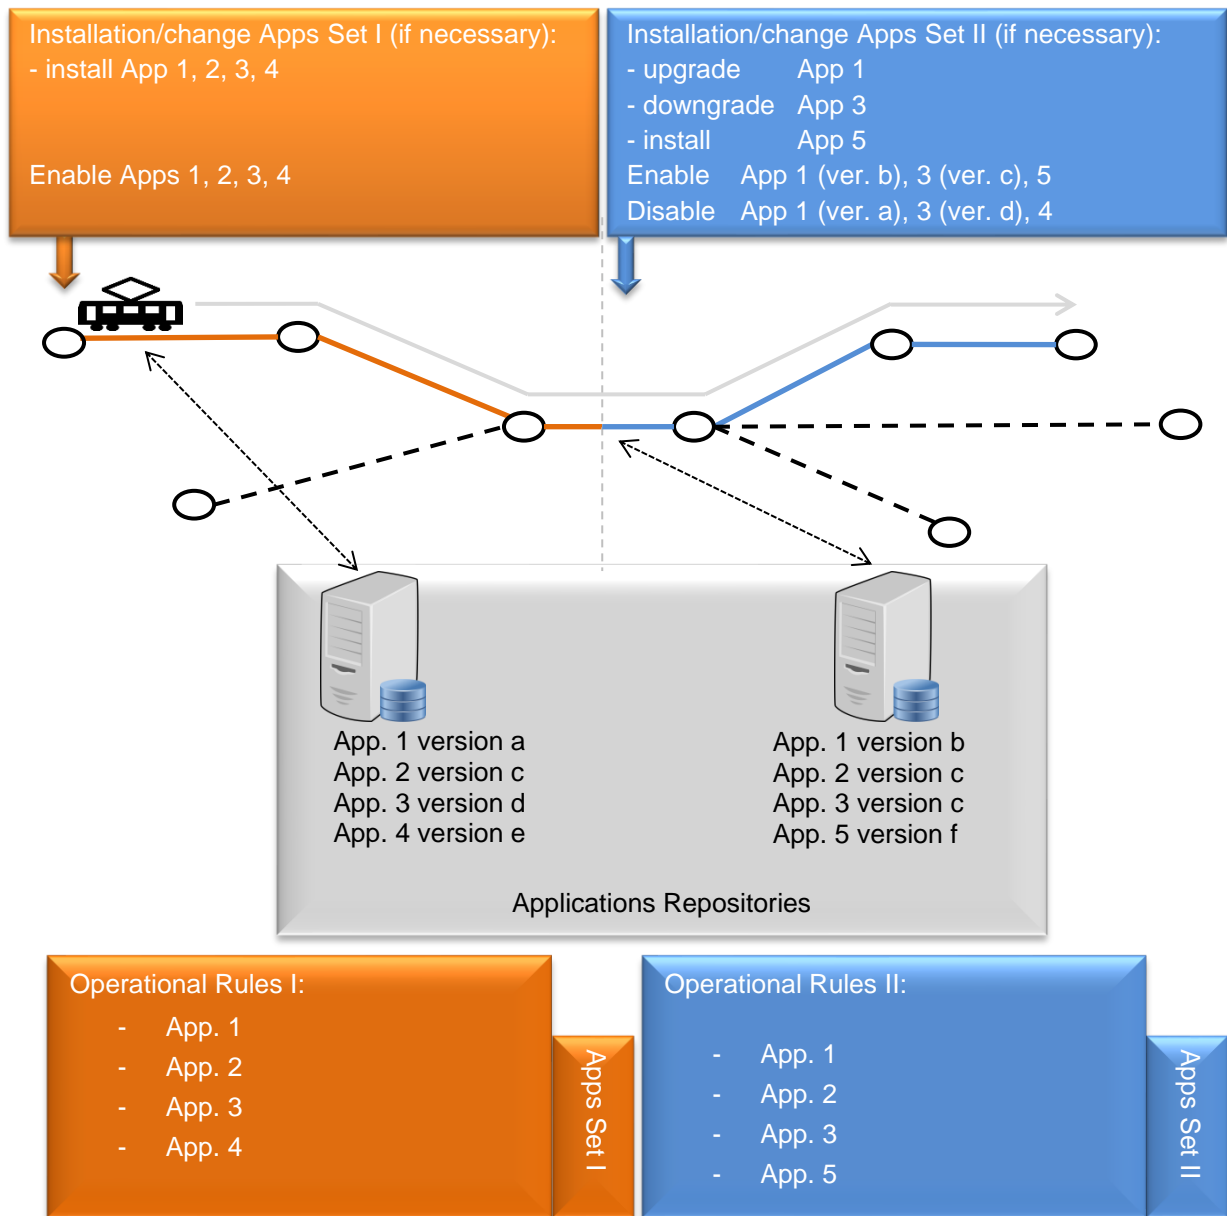 Installation/change Apps Set I (if necessary):
- install App 1, 2, 3, 4
Enable Apps 1, 2, 3, 4
Installation/change Apps Set II (if necessary):
- upgrade App 1
- downgrade App 3
- install App 5
Enable App 1 (ver. b), 3 (ver. c), 5
Disable App 1 (ver. a), 3 (ver. d), 4
App. 1 version a
App. 2 version c
App. 3 version d
App. 4 version e
App. 1 version b
App. 2 version c
App. 3 version c
App. 5 version f
Applications Repositories
Operational Rules I:
- App. 1
- App. 2
- App. 3
- App. 4
Apps Set I
Operational Rules II:
- App. 1
- App. 2
- App. 3
- App. 5
Apps Set II